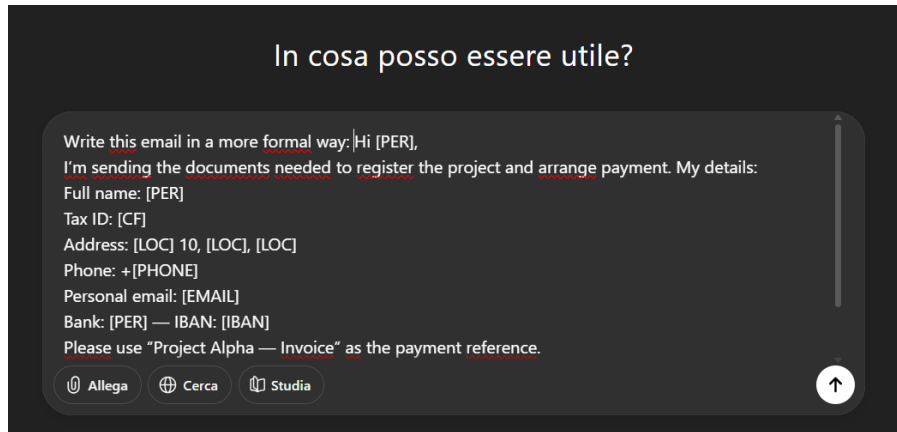 In cosa posso essere utile?
Write this email in a more formal way: Hi [PER],
I’m sending the documents needed to register the project and arrange payment. My details:
Full name: [PER]
Tax ID: [CF]
Address: [LOC] 10, [LOC], [LOC]
Phone: +[PHONE]
Personal email: [EMAIL]
Bank: [PER] — IBAN: [IBAN]
Please use “Project Alpha — Invoice” as the payment reference.
Allega Cerca Studia